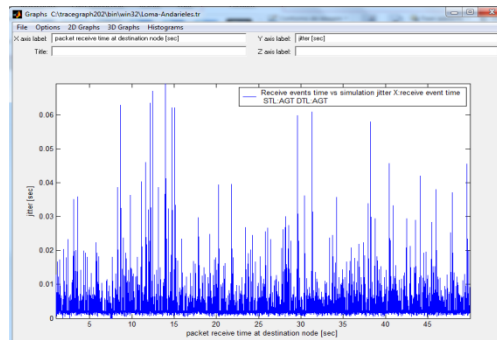 Graphs C:\tracegraph202\bin\win32\Loma-Andarieles.tr
File Options 2D Graphs 3D Graphs Histograms
X axis label: packet receive time at destination node [sec] Y axis label: jitter [sec]
Title: Z axis label:
Receive events time vs simulation jitter X:receive event time
STL:AGT DTL:AGT
0.06
0.05
0.04
0.03
0.02
0.01
0
jitter [sec]
5 10 15 20 25 30 35 40 45
packet receive time at destination node [sec]